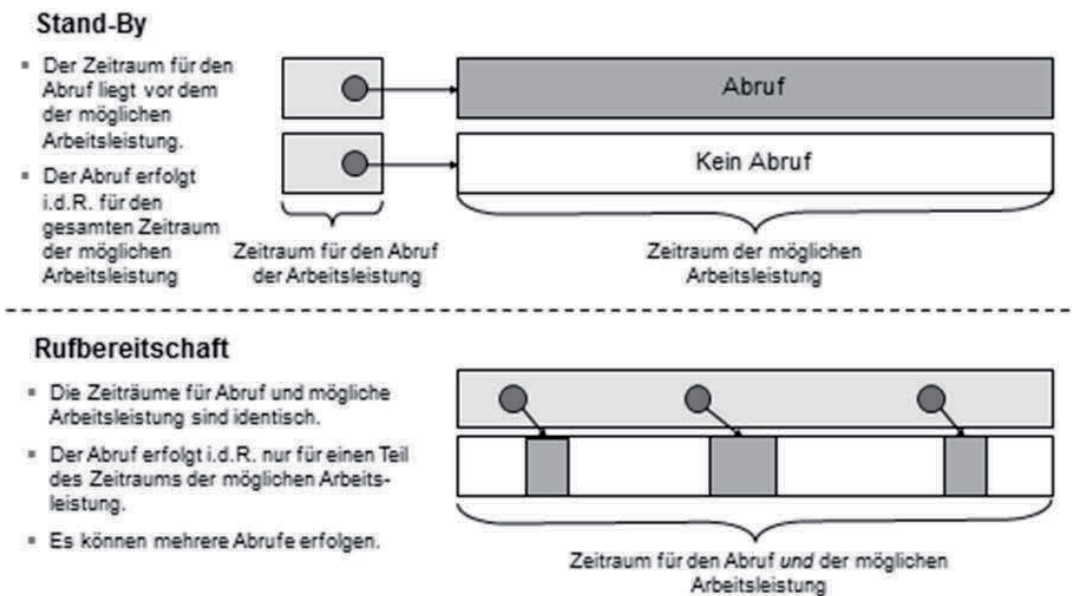 Stand-By
▪ Der Zeitraum für den
Abruf liegt vor dem
der möglichen
Arbeitsleistung.
▪ Der Abruf erfolgt
i.d.R. für den
gesamten Zeitraum
der möglichen
Arbeitsleistung
Abruf
Kein Abruf
Zeitraum für den Abruf
der Arbeitsleistung
Zeitraum der möglichen
Arbeitsleistung
Rufbereitschaft
▪ Die Zeiträume für Abruf und mögliche
Arbeitsleistung sind identisch.
▪ Der Abruf erfolgt i.d.R. nur für einen Teil
des Zeitraums der möglichen Arbeits-
leistung.
▪ Es können mehrere Abrufe erfolgen.
Zeitraum für den Abruf und der möglichen
Arbeitsleistung